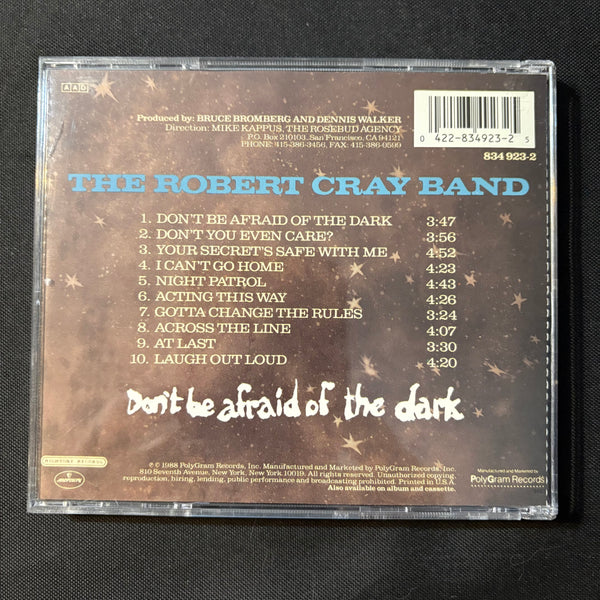 AAD
Produced by: BRUCE BROMBERG AND DENNIS WALKER
Direction: MIKE KAPPUS, THE ROSEBUD AGENCY
P.O. Box 210103, San Francisco, CA 94121
PHONE: 415-386-3456, FAX: 415-386-0599
0 422-834923-2 5
834 923-2
THE ROBERT CRAY BAND
1. DON'T BE AFRAID OF THE DARK 3:47
2. DON'T YOU EVEN CARE? 3:56
3. YOUR SECRET'S SAFE WITH ME 4:52
4. I CAN'T GO HOME 4:23
5. NIGHT PATROL 4:43
6. ACTING THIS WAY 4:26
7. GOTTA CHANGE THE RULES 3:24
8. ACROSS THE LINE 4:07
9. AT LAST 3:30
10. LAUGH OUT LOUD 4:20
Don't be afraid of the dark
HIGHTONE RECORDS
mercury
℗ © 1988 PolyGram Records, Inc. Manufactured and Marketed by PolyGram Records, Inc.
810 Seventh Avenue, New York, New York 10019. All rights reserved. Unauthorized copying,
reproduction, hiring, lending, public performance and broadcasting prohibited. Printed in U.S.A.
Also available on album and cassette.
Manufactured and Marketed by
PolyGram Records